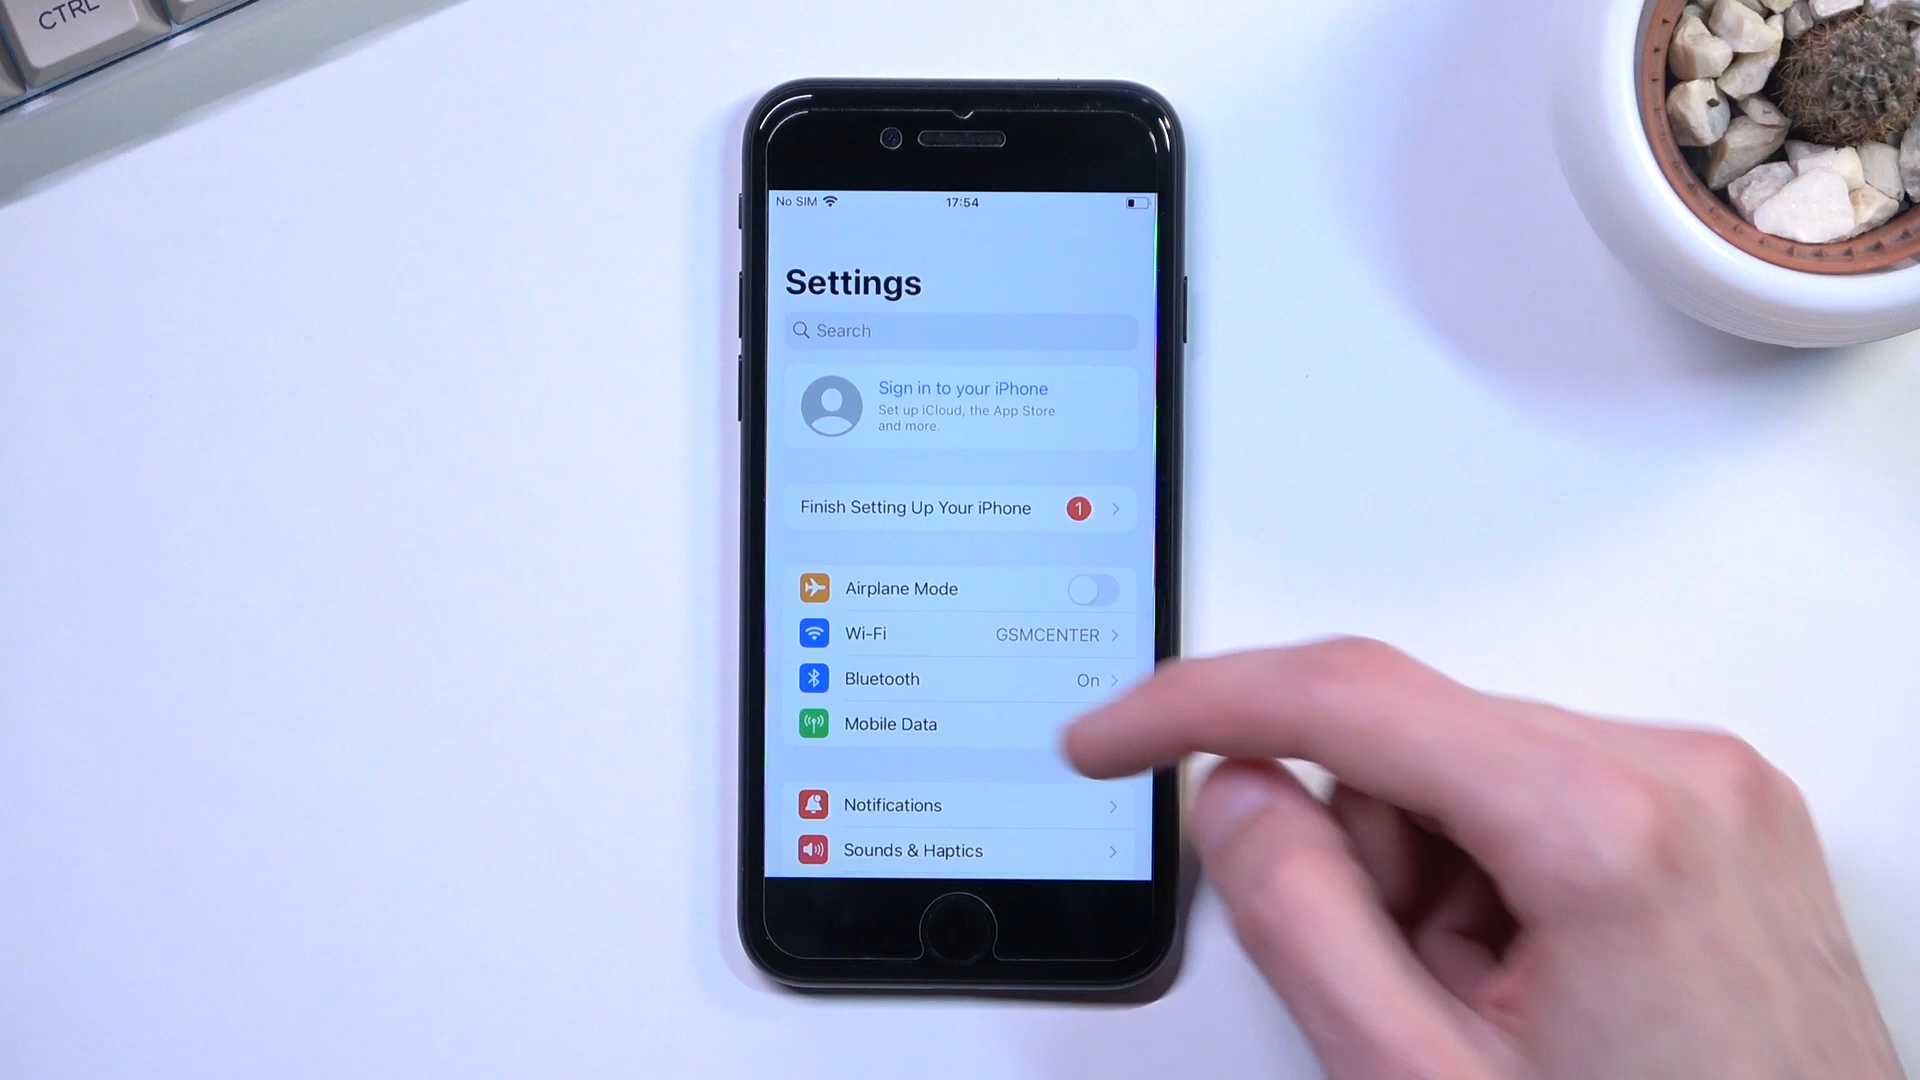 CTRL
No SIM 17:54
Settings
Search
Sign in to your iPhone
Set up iCloud, the App Store
and more.
Finish Setting Up Your iPhone 1
Airplane Mode
Wi-Fi GSMCENTER
Bluetooth On
Mobile Data
Notifications
Sounds & Haptics